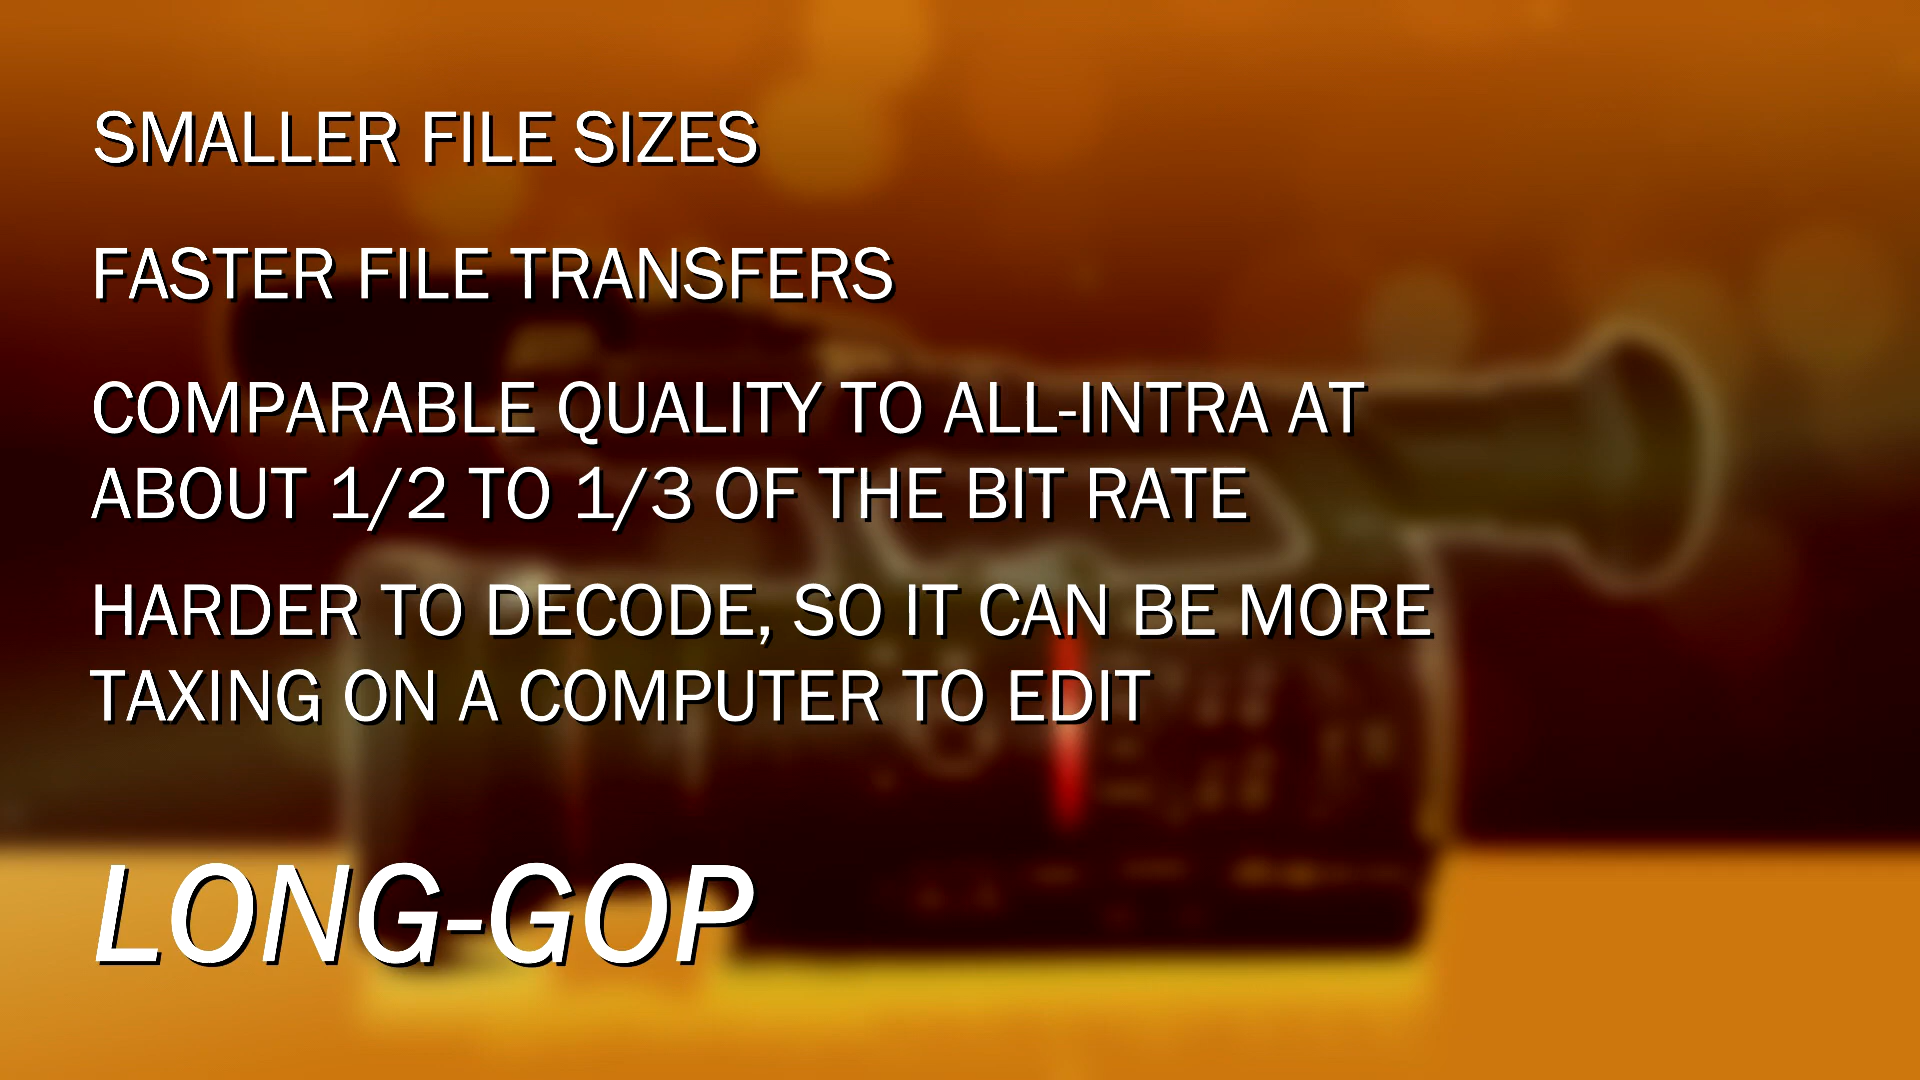 SMALLER FILE SIZES
FASTER FILE TRANSFERS
COMPARABLE QUALITY TO ALL-INTRA AT
ABOUT 1/2 TO 1/3 OF THE BIT RATE
HARDER TO DECODE, SO IT CAN BE MORE
TAXING ON A COMPUTER TO EDIT
LONG-GOP